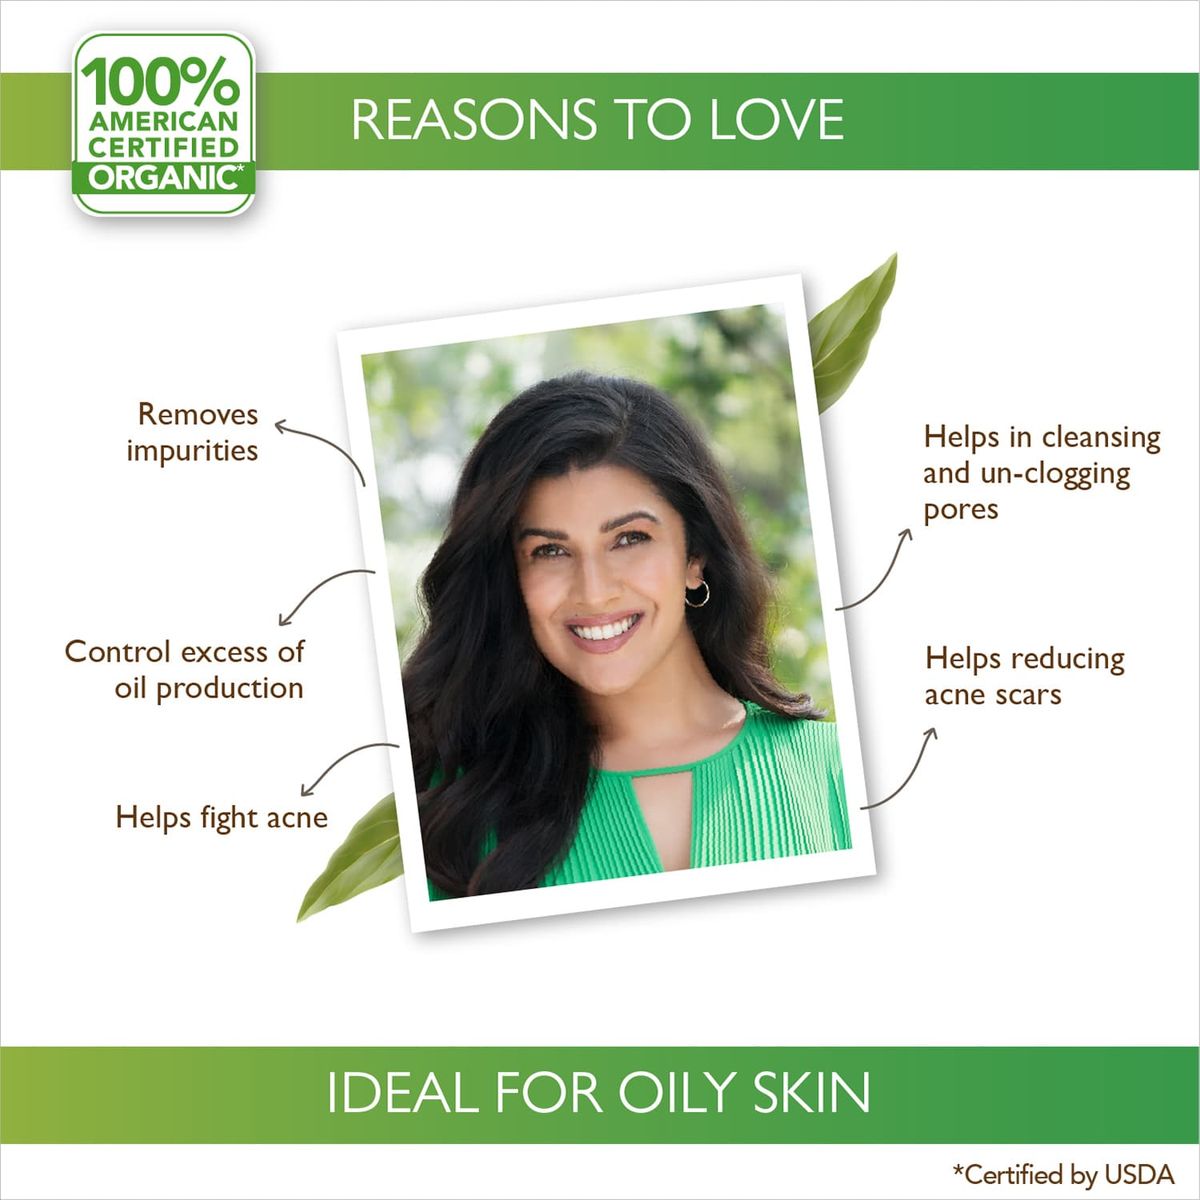 100%
AMERICAN
CERTIFIED
ORGANIC*
REASONS TO LOVE
Removes
impurities
Control excess of
oil production
Helps fight acne
Helps in cleansing
and un-clogging
pores
Helps reducing
acne scars
IDEAL FOR OILY SKIN
*Certified by USDA